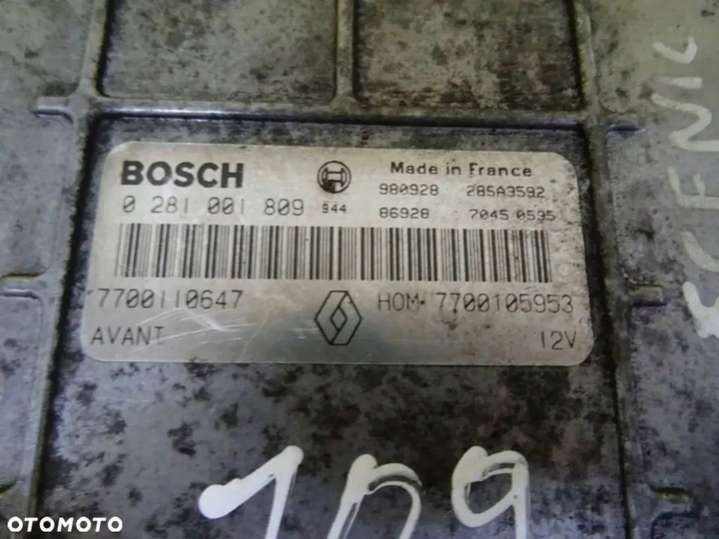 BOSCH
Made in France
980928 285A3592
0 281 001 809 S44
86928 7045 0535
7700110647
HOM 7700105953
AVANT
12V
SCENIC
109
OTOMOTO